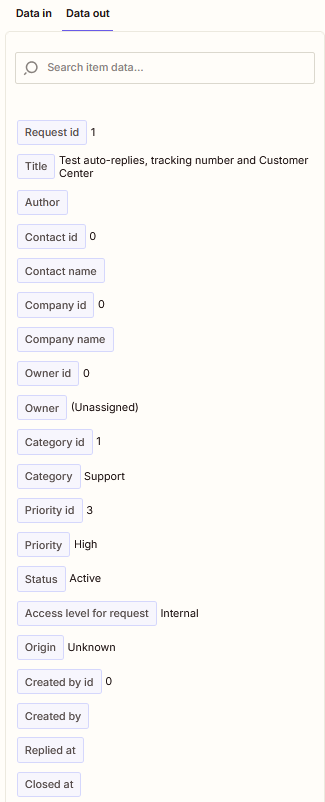 Data in Data out
Search item data...
Request id 1
Title Test auto-replies, tracking number and Customer
Center
Author
Contact id 0
Contact name
Company id 0
Company name
Owner id 0
Owner (Unassigned)
Category id 1
Category Support
Priority id 3
Priority High
Status Active
Access level for request Internal
Origin Unknown
Created by id 0
Created by
Replied at
Closed at